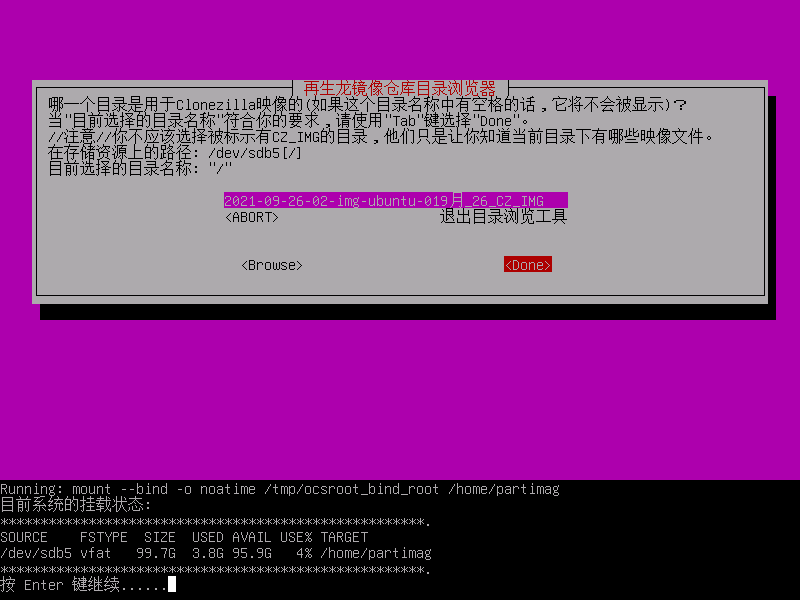 再生龙镜像仓库目录浏览器
哪一个目录是用于Clonezilla映像的(如果这个目录名称中有空格的话，它将不会被显示)？
当"目前选择的目录名称"符合你的要求，请使用"Tab"键选择"Done"。
//注意//你不应该选择被标示有CZ_IMG的目录，他们只是让你知道当前目录下有哪些映像文件。
在存储资源上的路径: /dev/sdb5[/]
目前选择的目录名称: "/"
2021-09-26-02-img-ubuntu-019月_26_CZ_IMG
<ABORT> 退出目录浏览工具
<Browse> <Done>
Running: mount --bind -o noatime /tmp/ocsroot_bind_root /home/partimag
目前系统的挂载状态:
*****************************************************.
SOURCE FSTYPE SIZE USED AVAIL USE% TARGET
/dev/sdb5 vfat 99.7G 3.8G 95.9G 4% /home/partimag
*****************************************************.
按 Enter 键继续......